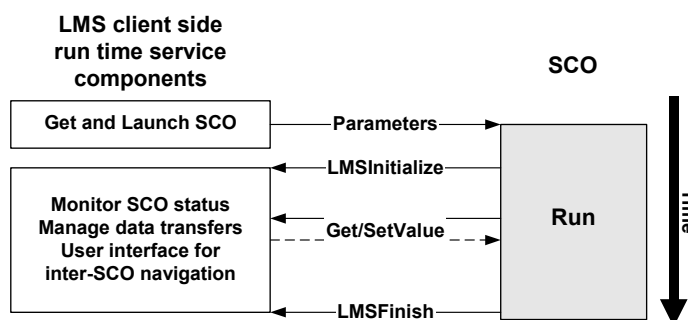 LMS client side
run time service
components
SCO
Get and Launch SCO
Parameters
LMSInitialize
Monitor SCO status
Manage data transfers
User interface for
inter-SCO navigation
Get/SetValue
Run
Time
LMSFinish